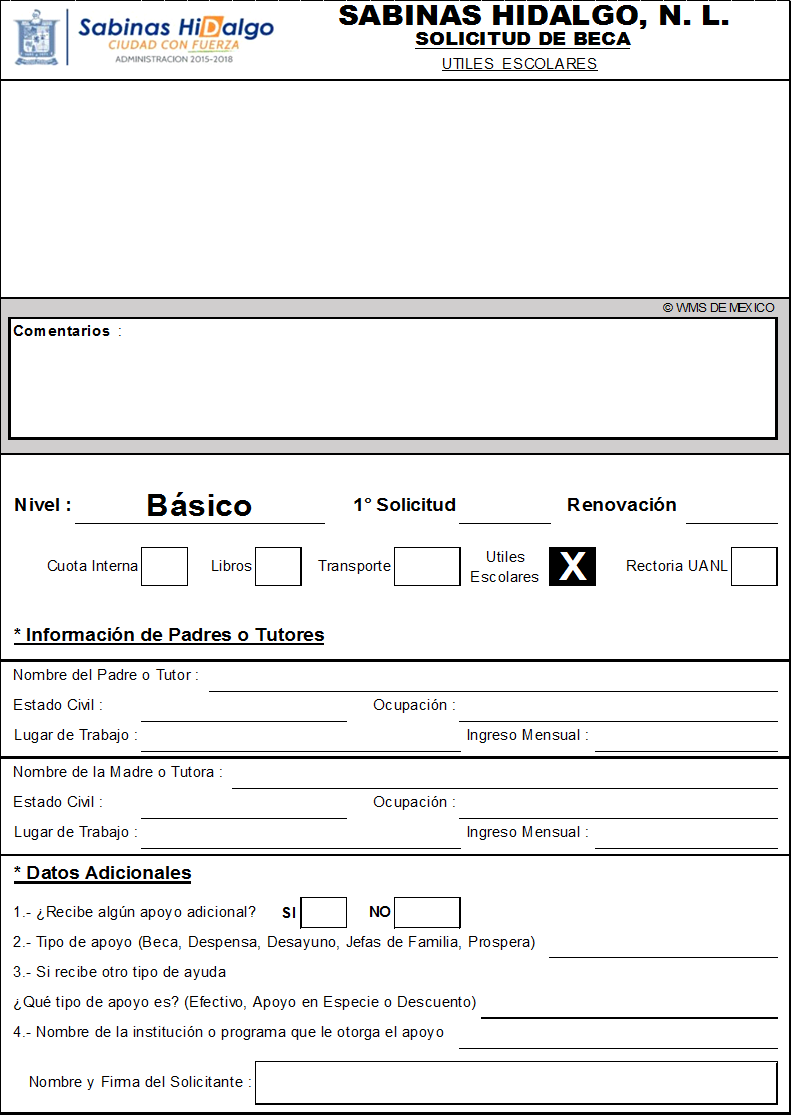 Sabinas HiDalgo
CIUDAD CON FUERZA
ADMINISTRACION 2015-2018
SABINAS HIDALGO, N. L.
SOLICITUD DE BECA
UTILES ESCOLARES
© WMS DE MEXICO
Comentarios :
Nivel : Básico 1° Solicitud Renovación
Cuota Interna Libros Transporte Utiles Escolares X Rectoria UANL
* Información de Padres o Tutores
Nombre del Padre o Tutor :
Estado Civil : Ocupación :
Lugar de Trabajo : Ingreso Mensual :
Nombre de la Madre o Tutora :
Estado Civil : Ocupación :
Lugar de Trabajo : Ingreso Mensual :
* Datos Adicionales
1.- ¿Recibe algún apoyo adicional? SI NO
2.- Tipo de apoyo (Beca, Despensa, Desayuno, Jefas de Familia, Prospera)
3.- Si recibe otro tipo de ayuda
¿Qué tipo de apoyo es? (Efectivo, Apoyo en Especie o Descuento)
4.- Nombre de la institución o programa que le otorga el apoyo
Nombre y Firma del Solicitante :